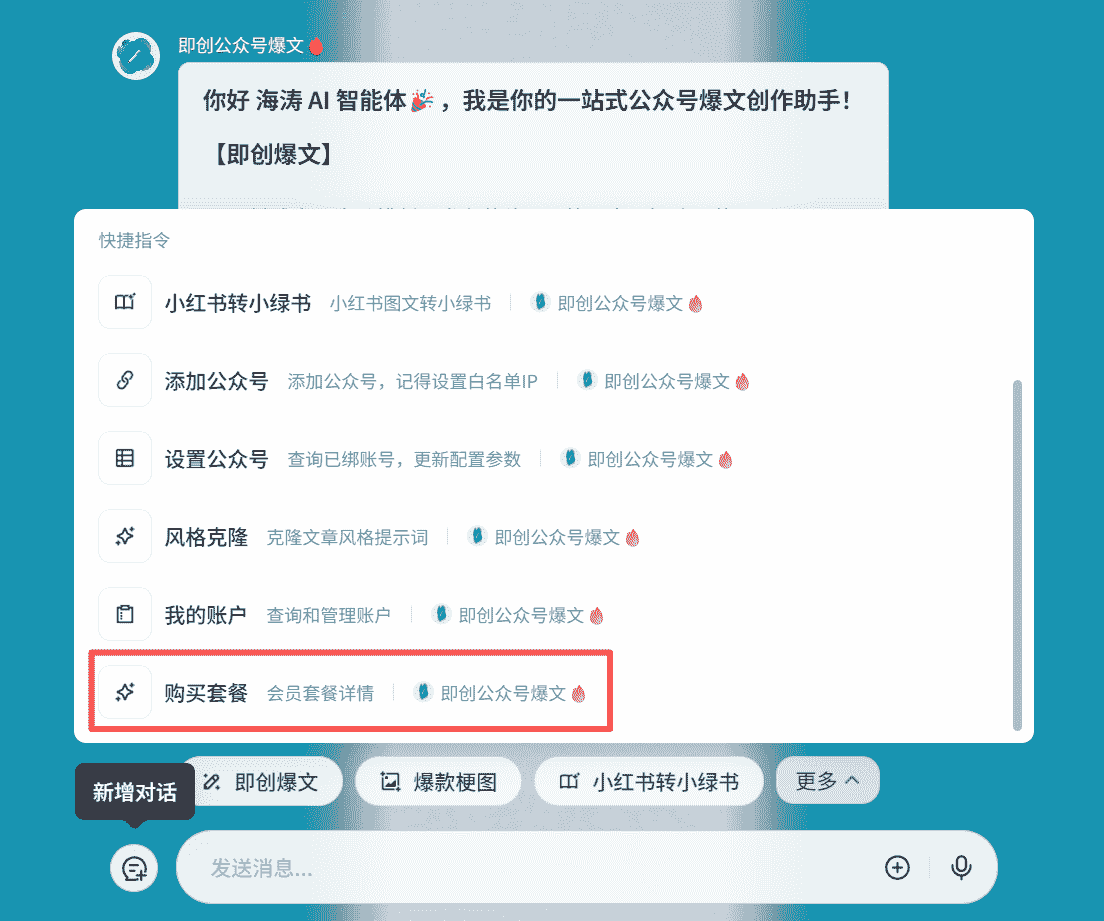 即创公众号爆文
你好 海涛 AI 智能体，我是你的一站式公众号爆文创作助手！
【即创爆文】
快捷指令
小红书转小绿书 小红书图文转小绿书 即创公众号爆文
添加公众号 添加公众号，记得设置白名单IP 即创公众号爆文
设置公众号 查询已绑账号，更新配置参数 即创公众号爆文
风格克隆 克隆文章风格提示词 即创公众号爆文
我的账户 查询和管理账户 即创公众号爆文
购买套餐 会员套餐详情 即创公众号爆文
即创爆文 爆款梗图 小红书转小绿书 更多
新增对话
发送消息...